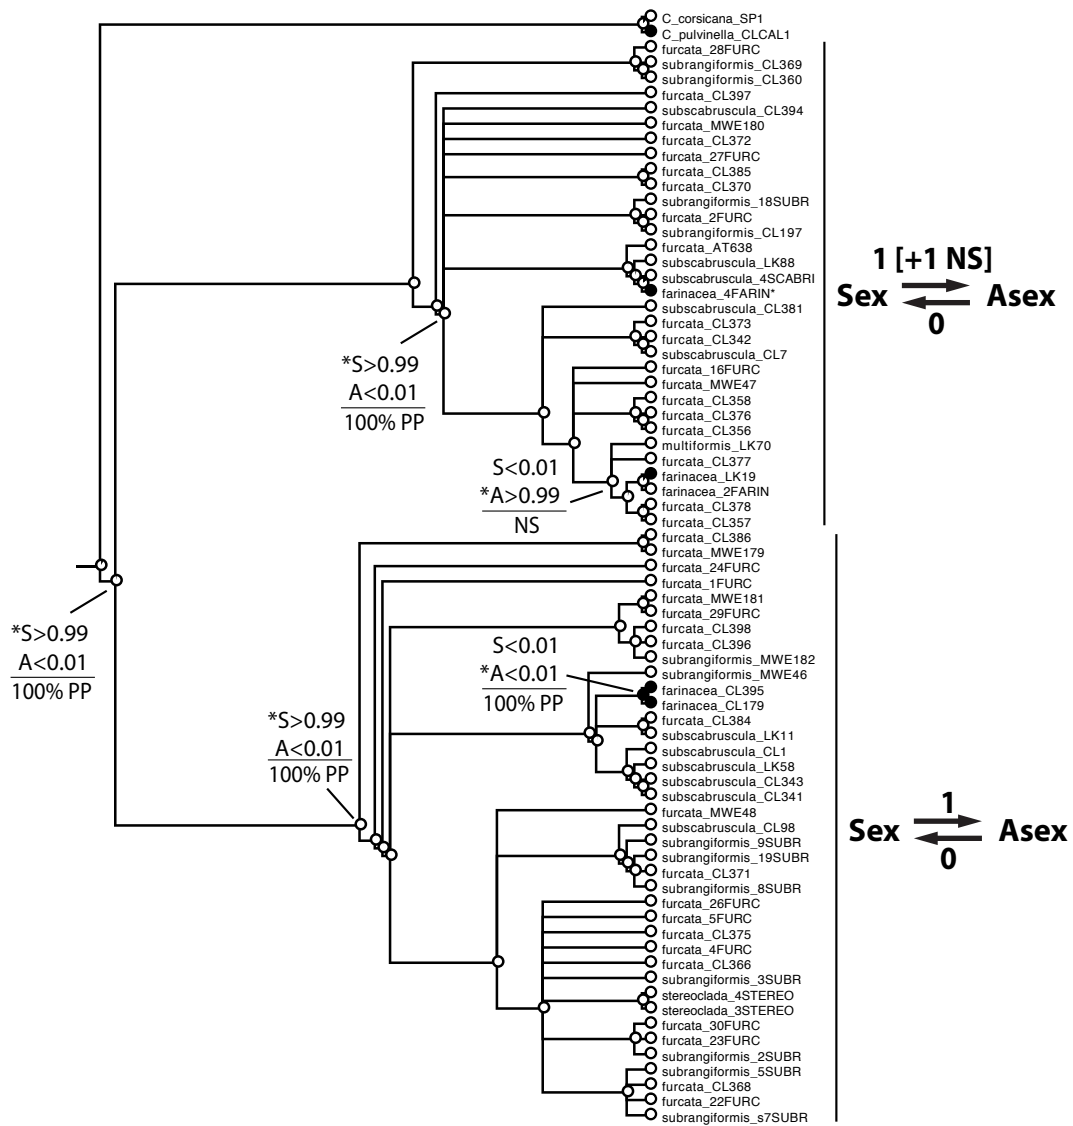 C_corsicana_SP1
C_pulvinella_CLCAL1
furcata_28FURC
subrangiformis_CL369
subrangiformis_CL360
furcata_CL397
subscabruscula_CL394
furcata_MWE180
furcata_CL372
furcata_27FURC
furcata_CL385
furcata_CL370
subrangiformis_18SUBR
furcata_2FURC
subrangiformis_CL197
furcata_AT638
subscabruscula_LK88
subscabruscula_4SCABRI
farinacea_4FARIN*
subscabruscula_CL381
furcata_CL373
furcata_CL342
subscabruscula_CL7
furcata_16FURC
furcata_MWE47
furcata_CL358
furcata_CL376
furcata_CL356
multiformis_LK70
furcata_CL377
farinacea_LK19
farinacea_2FARIN
furcata_CL378
furcata_CL357
furcata_CL386
furcata_MWE179
furcata_24FURC
furcata_1FURC
furcata_MWE181
furcata_29FURC
furcata_CL398
furcata_CL396
subrangiformis_MWE182
subrangiformis_MWE46
farinacea_CL395
farinacea_CL179
furcata_CL384
subscabruscula_LK11
subscabruscula_CL1
subscabruscula_LK58
subscabruscula_CL343
subscabruscula_CL341
furcata_MWE48
subscabruscula_CL98
subrangiformis_9SUBR
subrangiformis_19SUBR
furcata_CL371
subrangiformis_8SUBR
furcata_26FURC
furcata_5FURC
furcata_CL375
furcata_4FURC
furcata_CL366
subrangiformis_3SUBR
stereoclada_4STEREO
stereoclada_3STEREO
furcata_30FURC
furcata_23FURC
subrangiformis_2SUBR
subrangiformis_5SUBR
furcata_CL368
furcata_22FURC
subrangiformis_s7SUBR
*S>0.99
A<0.01
100% PP
S<0.01
*A>0.99
NS
*S>0.99
A<0.01
100% PP
S<0.01
*A<0.01
100% PP
*S>0.99
A<0.01
100% PP
1 [+1 NS]
Sex Asex
0
1
Sex Asex
0